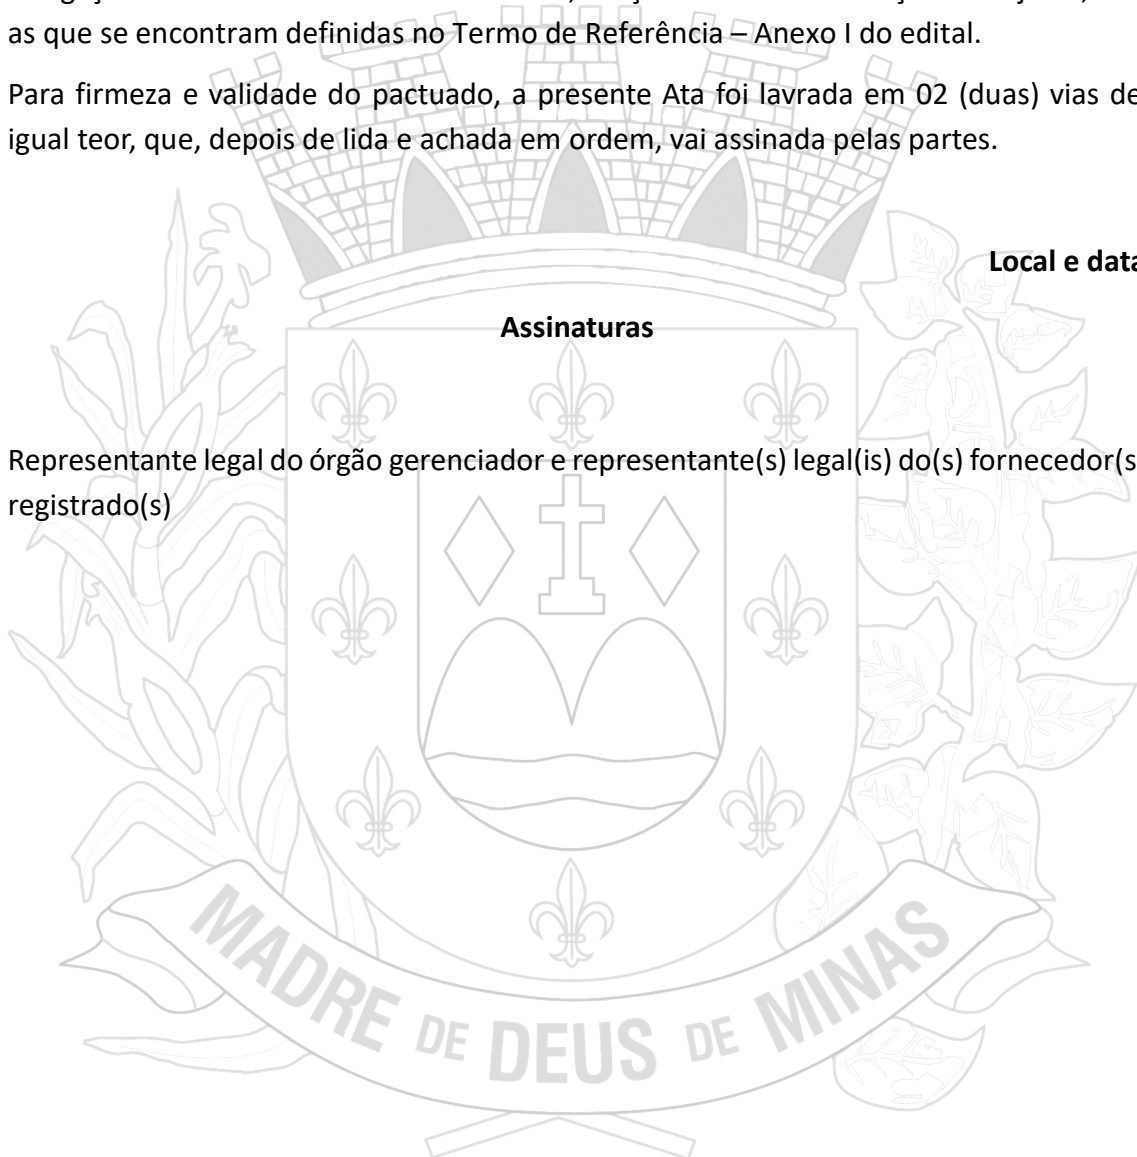 as que se encontram definidas no Termo de Referência – Anexo I do edital.
Para firmeza e validade do pactuado, a presente Ata foi lavrada em 02 (duas) vias de
igual teor, que, depois de lida e achada em ordem, vai assinada pelas partes.
Local e data
Assinaturas
Representante legal do órgão gerenciador e representante(s) legal(is) do(s) fornecedor(s
registrado(s)
MADRE DE DEUS DE MINAS